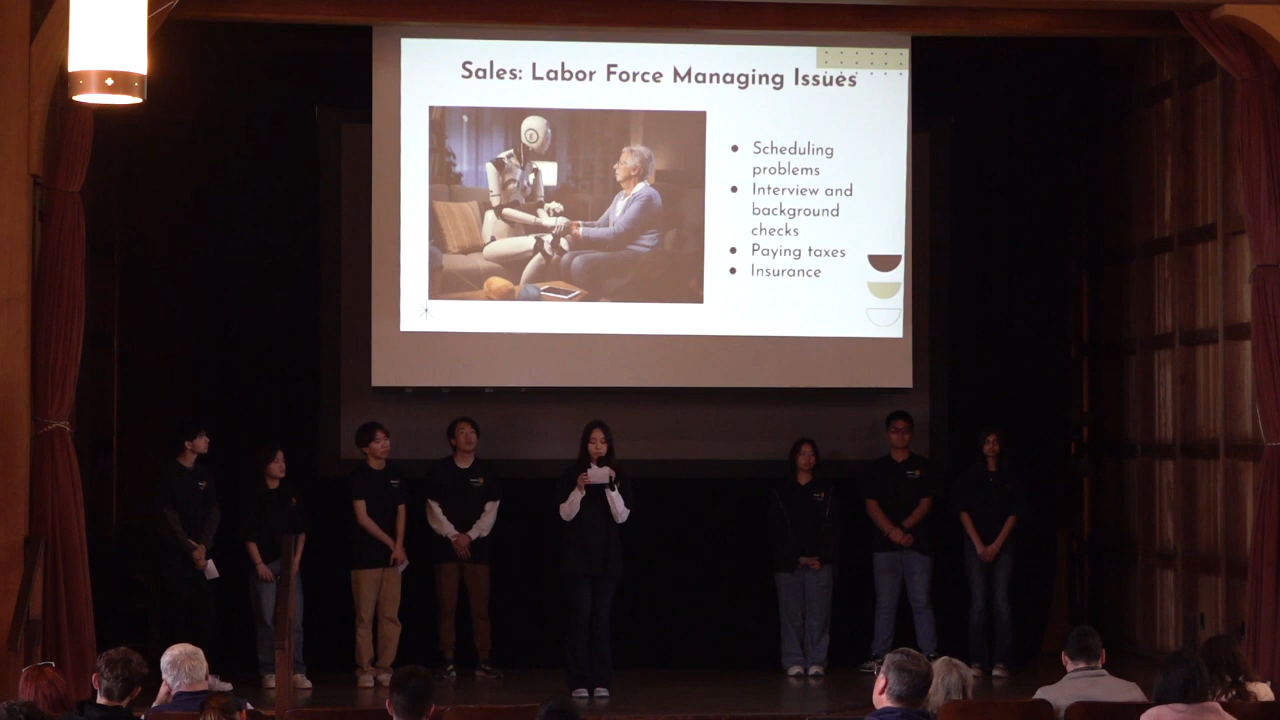 Sales: Labor Force Managing Issues
● Scheduling
problems
● Interview and
background
checks
● Paying taxes
● Insurance